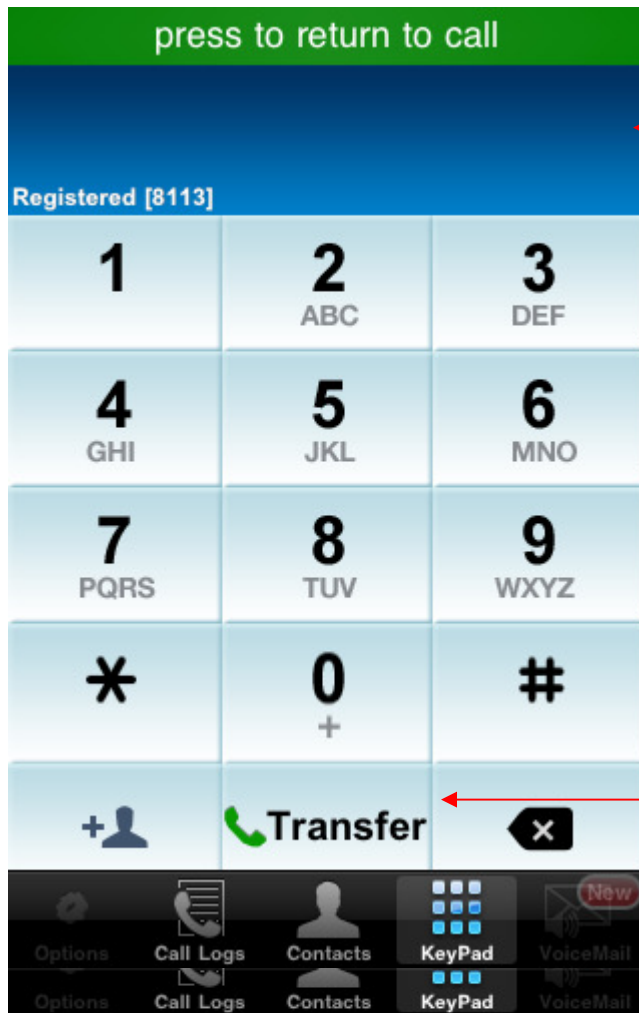 press to return to call
Registered [8113]
1 2 3
ABC DEF
4 5 6
GHI JKL MNO
7 8 9
PQRS TUV WXYZ
* 0 #
+
+ Transfer ×
New
Options Call Logs Contacts KeyPad VoiceMail
Options Call Logs Contacts KeyPad VoiceMail